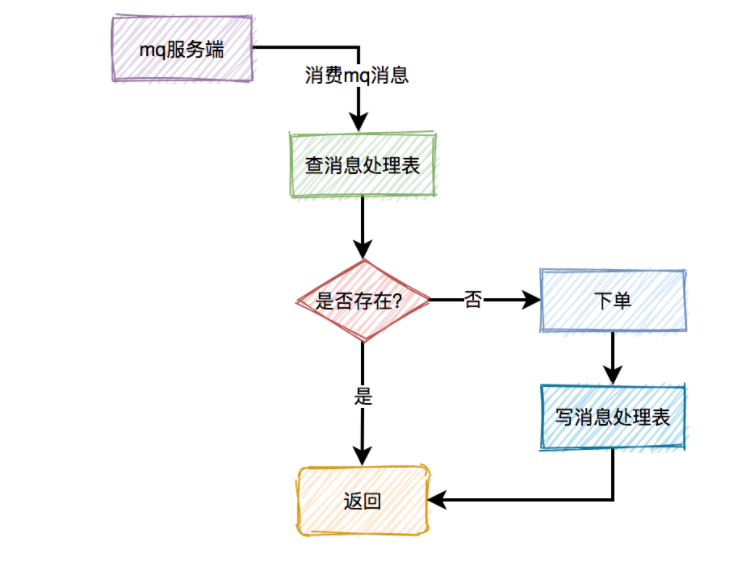 mq服务端
消费mq消息
查消息处理表
是否存在?
否
下单
是
写消息处理表
返回